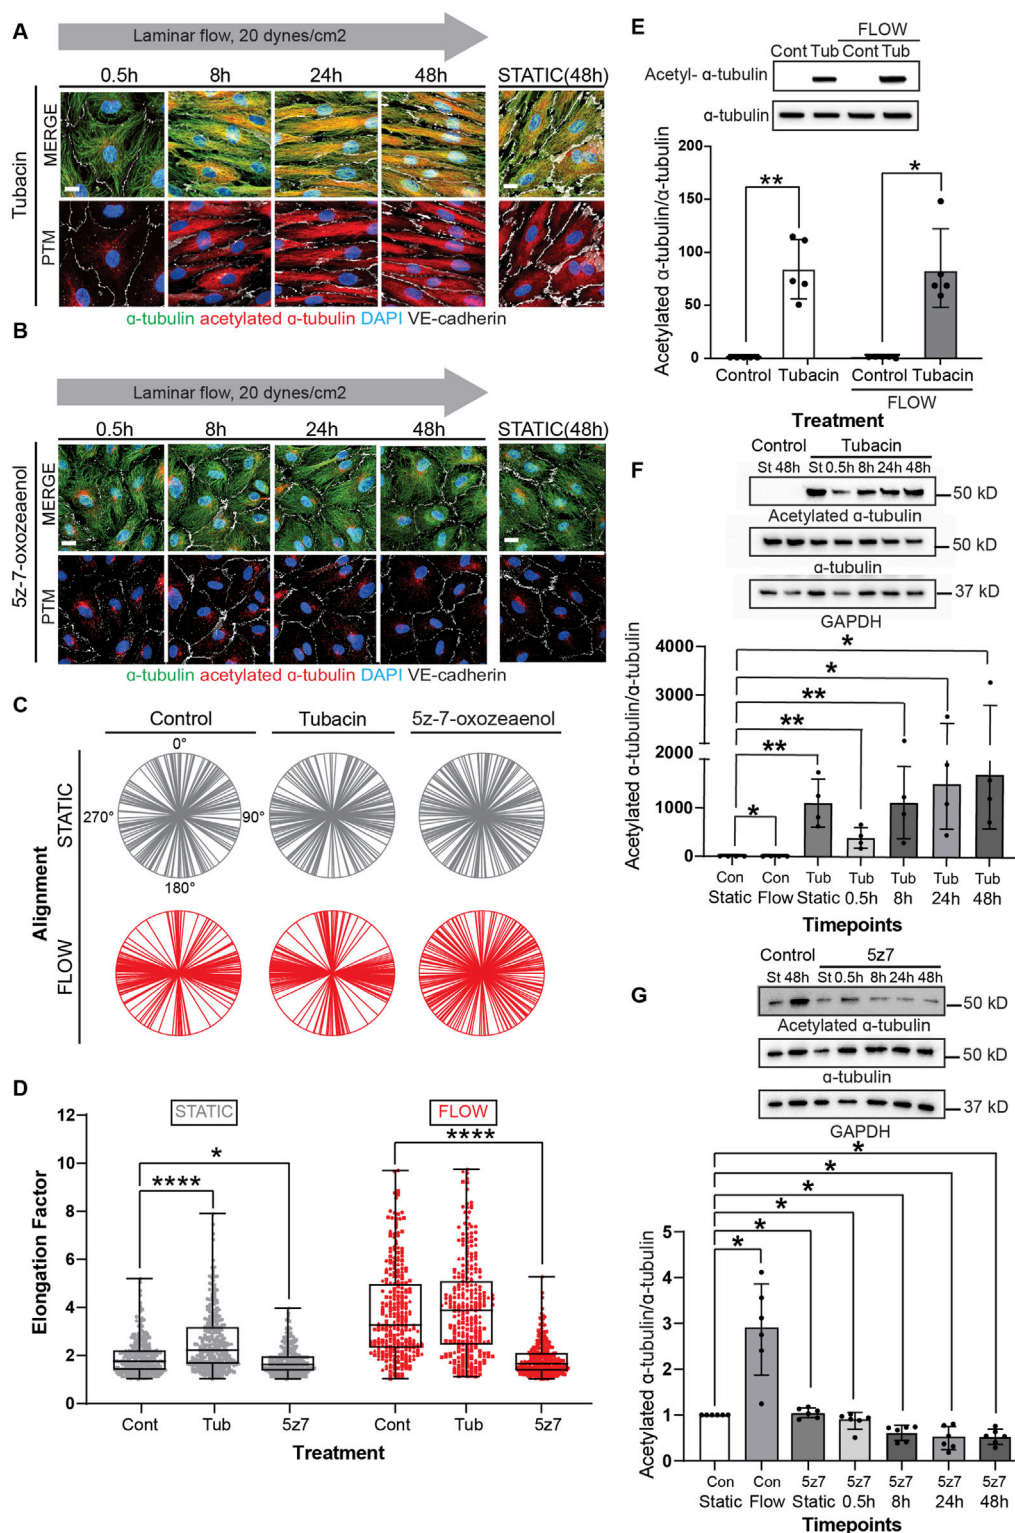 A
Laminar flow, 20 dynes/cm2
0.5h 8h 24h 48h STATIC(48h)
Tubacin
MERGE
PTM
α-tubulin acetylated α-tubulin DAPI VE-cadherin
B
Laminar flow, 20 dynes/cm2
0.5h 8h 24h 48h STATIC(48h)
5z-7-oxozeaenol
MERGE
PTM
α-tubulin acetylated α-tubulin DAPI VE-cadherin
C
Control Tubacin 5z-7-oxozeaenol
Alignment
STATIC
0°
270° 90°
180°
FLOW
D
STATIC FLOW
* ****
****
Elongation Factor
12
10
8
6
4
2
0
Cont Tub 5z7 Cont Tub 5z7
Treatment
E
FLOW
Cont Tub Cont Tub
Acetyl- α-tubulin
α-tubulin
Acetylated α-tubulin/α-tubulin
200
150
100
50
0
** *
Control Tubacin Control Tubacin
FLOW
Treatment
F
Control Tubacin
St 48h St 0.5h 8h 24h 48h
50 kD
Acetylated α-tubulin
50 kD
α-tubulin
37 kD
GAPDH
Acetylated α-tubulin/α-tubulin
4000
3000
2000
1000
0
*
*
**
**
**
*
Con Con Tub Tub Tub Tub Tub
Static Flow Static 0.5h 8h 24h 48h
Timepoints
G
Control 5z7
St 48h St 0.5h 8h 24h 48h
50 kD
Acetylated α-tubulin
50 kD
α-tubulin
37 kD
GAPDH
Acetylated α-tubulin/α-tubulin
5
4
3
2
1
0
*
*
*
*
*
*
Con Con 5z7 5z7 5z7 5z7 5z7
Static Flow Static 0.5h 8h 24h 48h
Timepoints